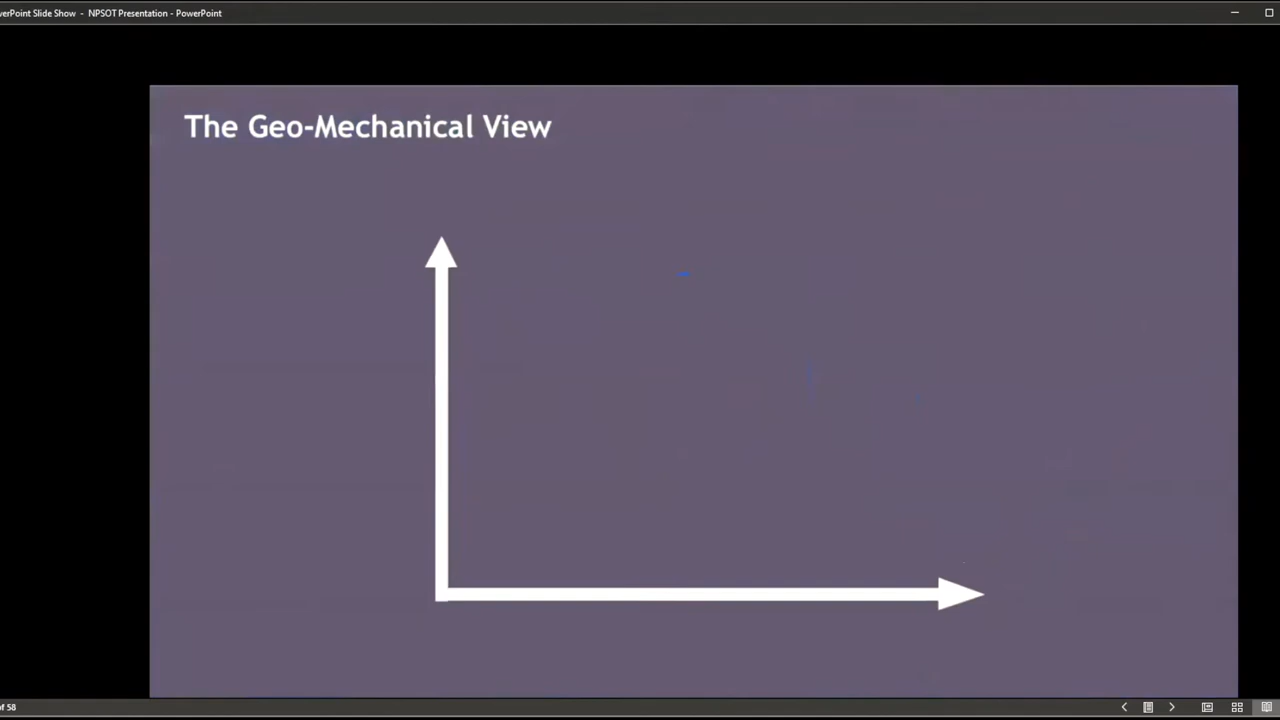 PowerPoint Slide Show - NPSOT Presentation - PowerPoint
The Geo-Mechanical View
of 58